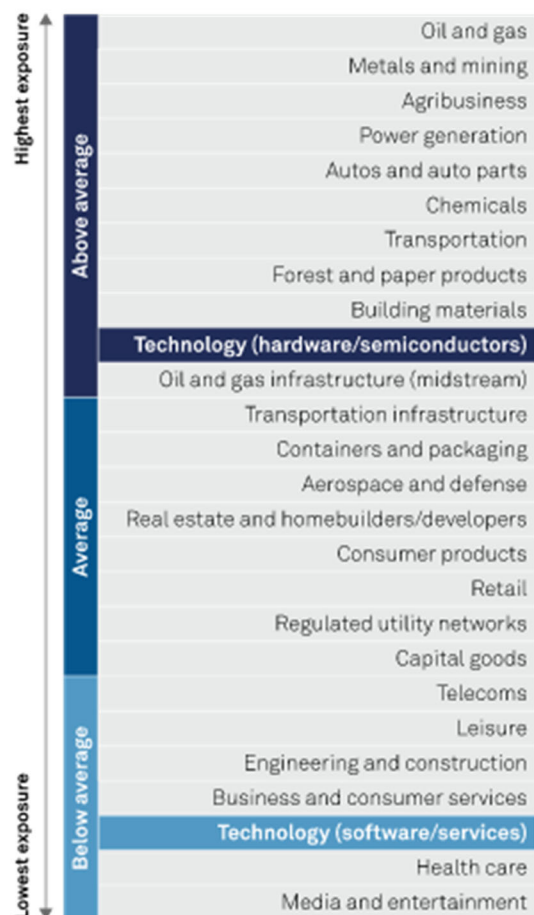 Highest exposure
Above average
Oil and gas
Metals and mining
Agribusiness
Power generation
Autos and auto parts
Chemicals
Transportation
Forest and paper products
Building materials
Technology (hardware/semiconductors)
Oil and gas infrastructure (midstream)
Average
Transportation infrastructure
Containers and packaging
Aerospace and defense
Real estate and homebuilders/developers
Consumer products
Retail
Regulated utility networks
Capital goods
Lowest exposure
Below average
Telecoms
Leisure
Engineering and construction
Business and consumer services
Technology (software/services)
Health care
Media and entertainment